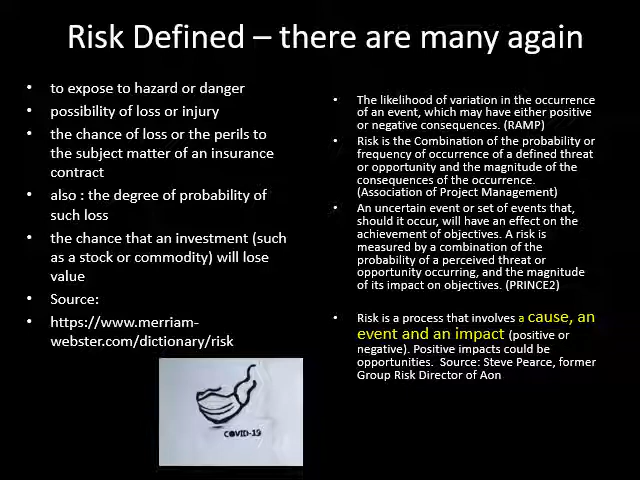 Risk Defined – there are many again
• to expose to hazard or danger
• possibility of loss or injury
• the chance of loss or the perils to
the subject matter of an insurance
contract
• also : the degree of probability of
such loss
• the chance that an investment (such
as a stock or commodity) will lose
value
• Source:
• https://www.merriam-
webster.com/dictionary/risk
COVID-19
• The likelihood of variation in the occurrence
of an event, which may have either positive
or negative consequences. (RAMP)
• Risk is the Combination of the probability or
frequency of occurrence of a defined threat
or opportunity and the magnitude of the
consequences of the occurrence.
(Association of Project Management)
• An uncertain event or set of events that,
should it occur, will have an effect on the
achievement of objectives. A risk is
measured by a combination of the
probability of a perceived threat or
opportunity occurring, and the magnitude
of its impact on objectives. (PRINCE2)
• Risk is a process that involves a cause, an
event and an impact (positive or
negative). Positive impacts could be
opportunities. Source: Steve Pearce, former
Group Risk Director of Aon